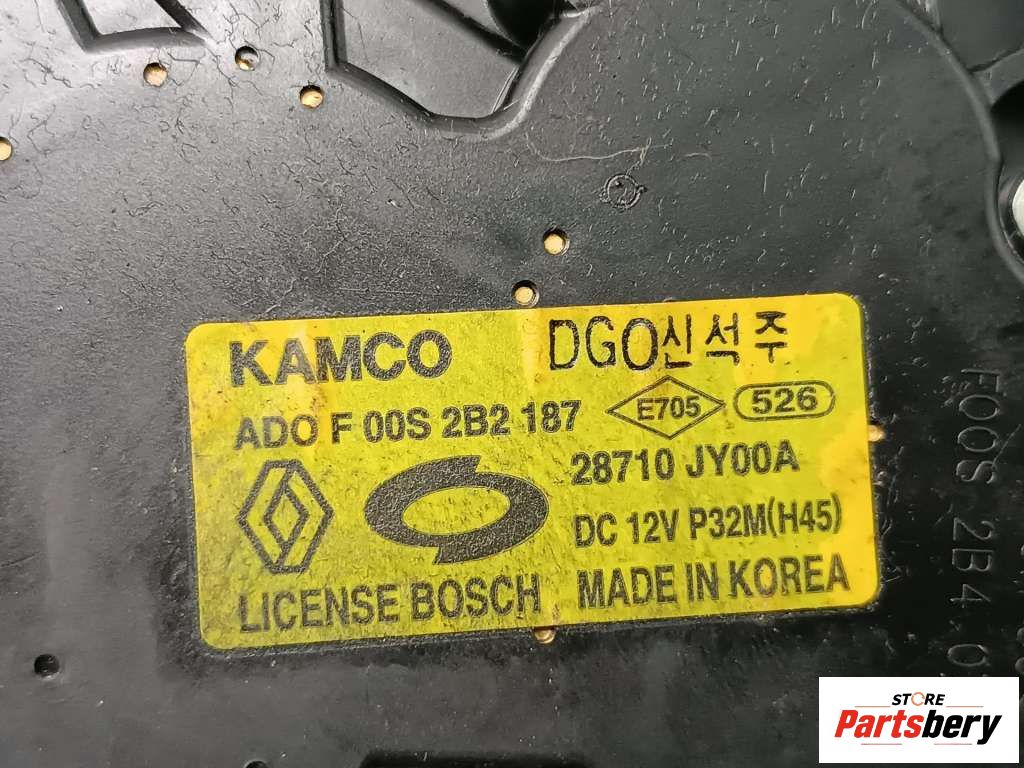 KAMCO DGO신석주
ADO F 00S 2B2 187 E705 526
28710 JY00A
DC 12V P32M(H45)
LICENSE BOSCH MADE IN KOREA
F00S 2B4 0
STORE
Partsbery